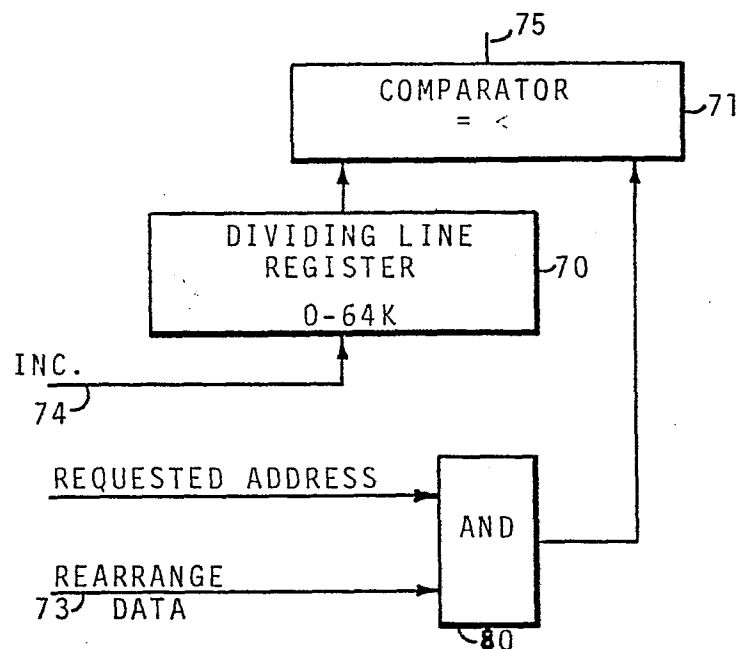 75
COMPARATOR
= <
71
DIVIDING LINE
REGISTER
0-64K
70
INC.
74
REQUESTED ADDRESS
AND
REARRANGE
73 DATA
80